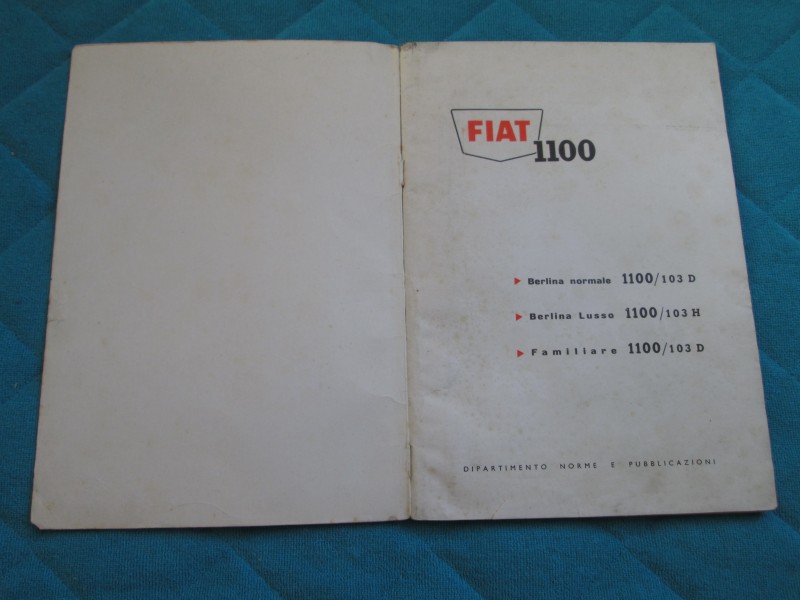 FIAT
1100
Berlina normale 1100/103 D
Berlina Lusso 1100/103 H
Familiare 1100/103 D
DIPARTIMENTO NORME E PUBBLICAZIONI